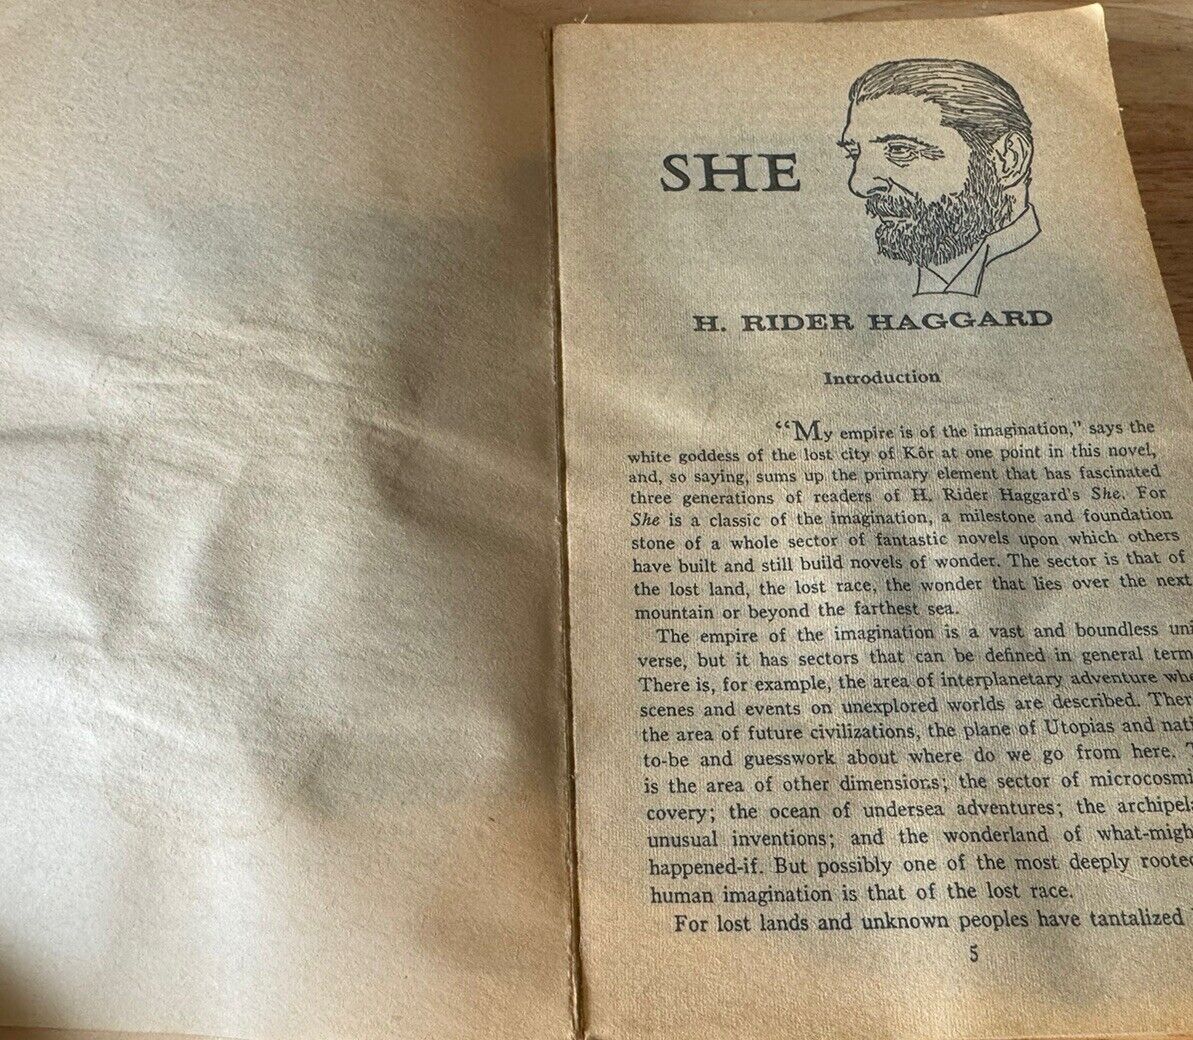 SHE
H. RIDER HAGGARD
Introduction
“My empire is of the imagination,” says the
white goddess of the lost city of Kôr at one point in this novel,
and, so saying, sums up the primary element that has fascinated
three generations of readers of H. Rider Haggard's She. For
She is a classic of the imagination, a milestone and foundation
stone of a whole sector of fantastic novels upon which others
have built and still build novels of wonder. The sector is that of
the lost land, the lost race, the wonder that lies over the next
mountain or beyond the farthest sea.
The empire of the imagination is a vast and boundless uni
verse, but it has sectors that can be defined in general term
There is, for example, the area of interplanetary adventure whe
scenes and events on unexplored worlds are described. Ther
the area of future civilizations, the plane of Utopias and nati
to-be and guesswork about where do we go from here. T
is the area of other dimensions; the sector of microcosmi
covery; the ocean of undersea adventures; the archipela
unusual inventions; and the wonderland of what-migh
happened-if. But possibly one of the most deeply rooted
human imagination is that of the lost race.
For lost lands and unknown peoples have tantalized
5